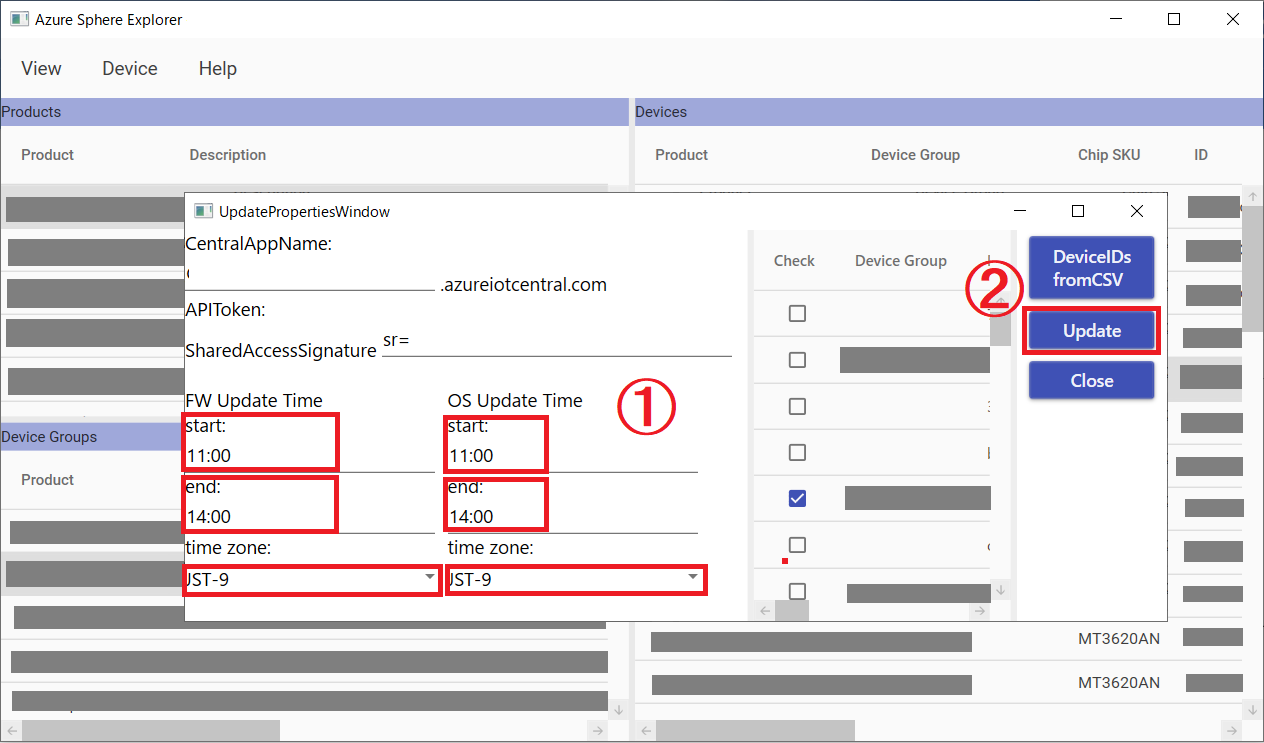 Azure Sphere Explorer
View Device Help
Products
Product Description
Devices
Product Device Group Chip SKU ID
UpdatePropertiesWindow
CentralAppName:
.azureiotcentral.com
APIToken:
SharedAccessSignature sr=
FW Update Time
start:
11:00
end:
14:00
time zone:
JST-9
OS Update Time
start:
11:00
end:
14:00
time zone:
JST-9
①
Check Device Group
②
DeviceIDs
fromCSV
Update
Close
Device Groups
Product
MT3620AN
MT3620AN